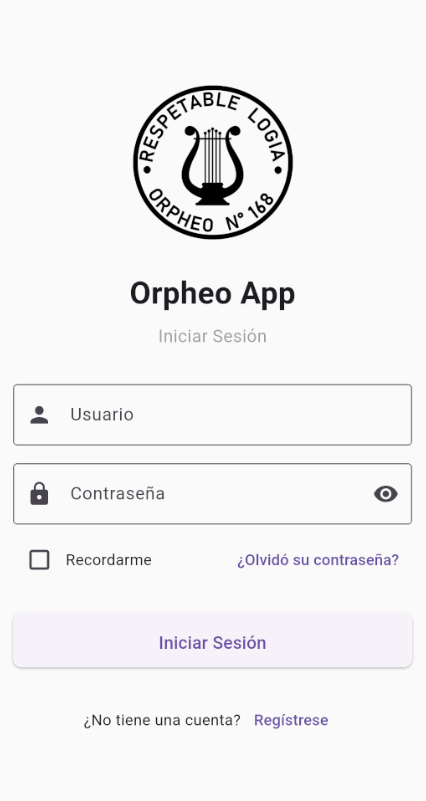 RESPETABLE LOGIA
ORPHEO Nº 168
Orpheo App
Iniciar Sesión
Usuario
Contraseña
Recordarme ¿Olvidó su contraseña?
Iniciar Sesión
¿No tiene una cuenta? Regístrese